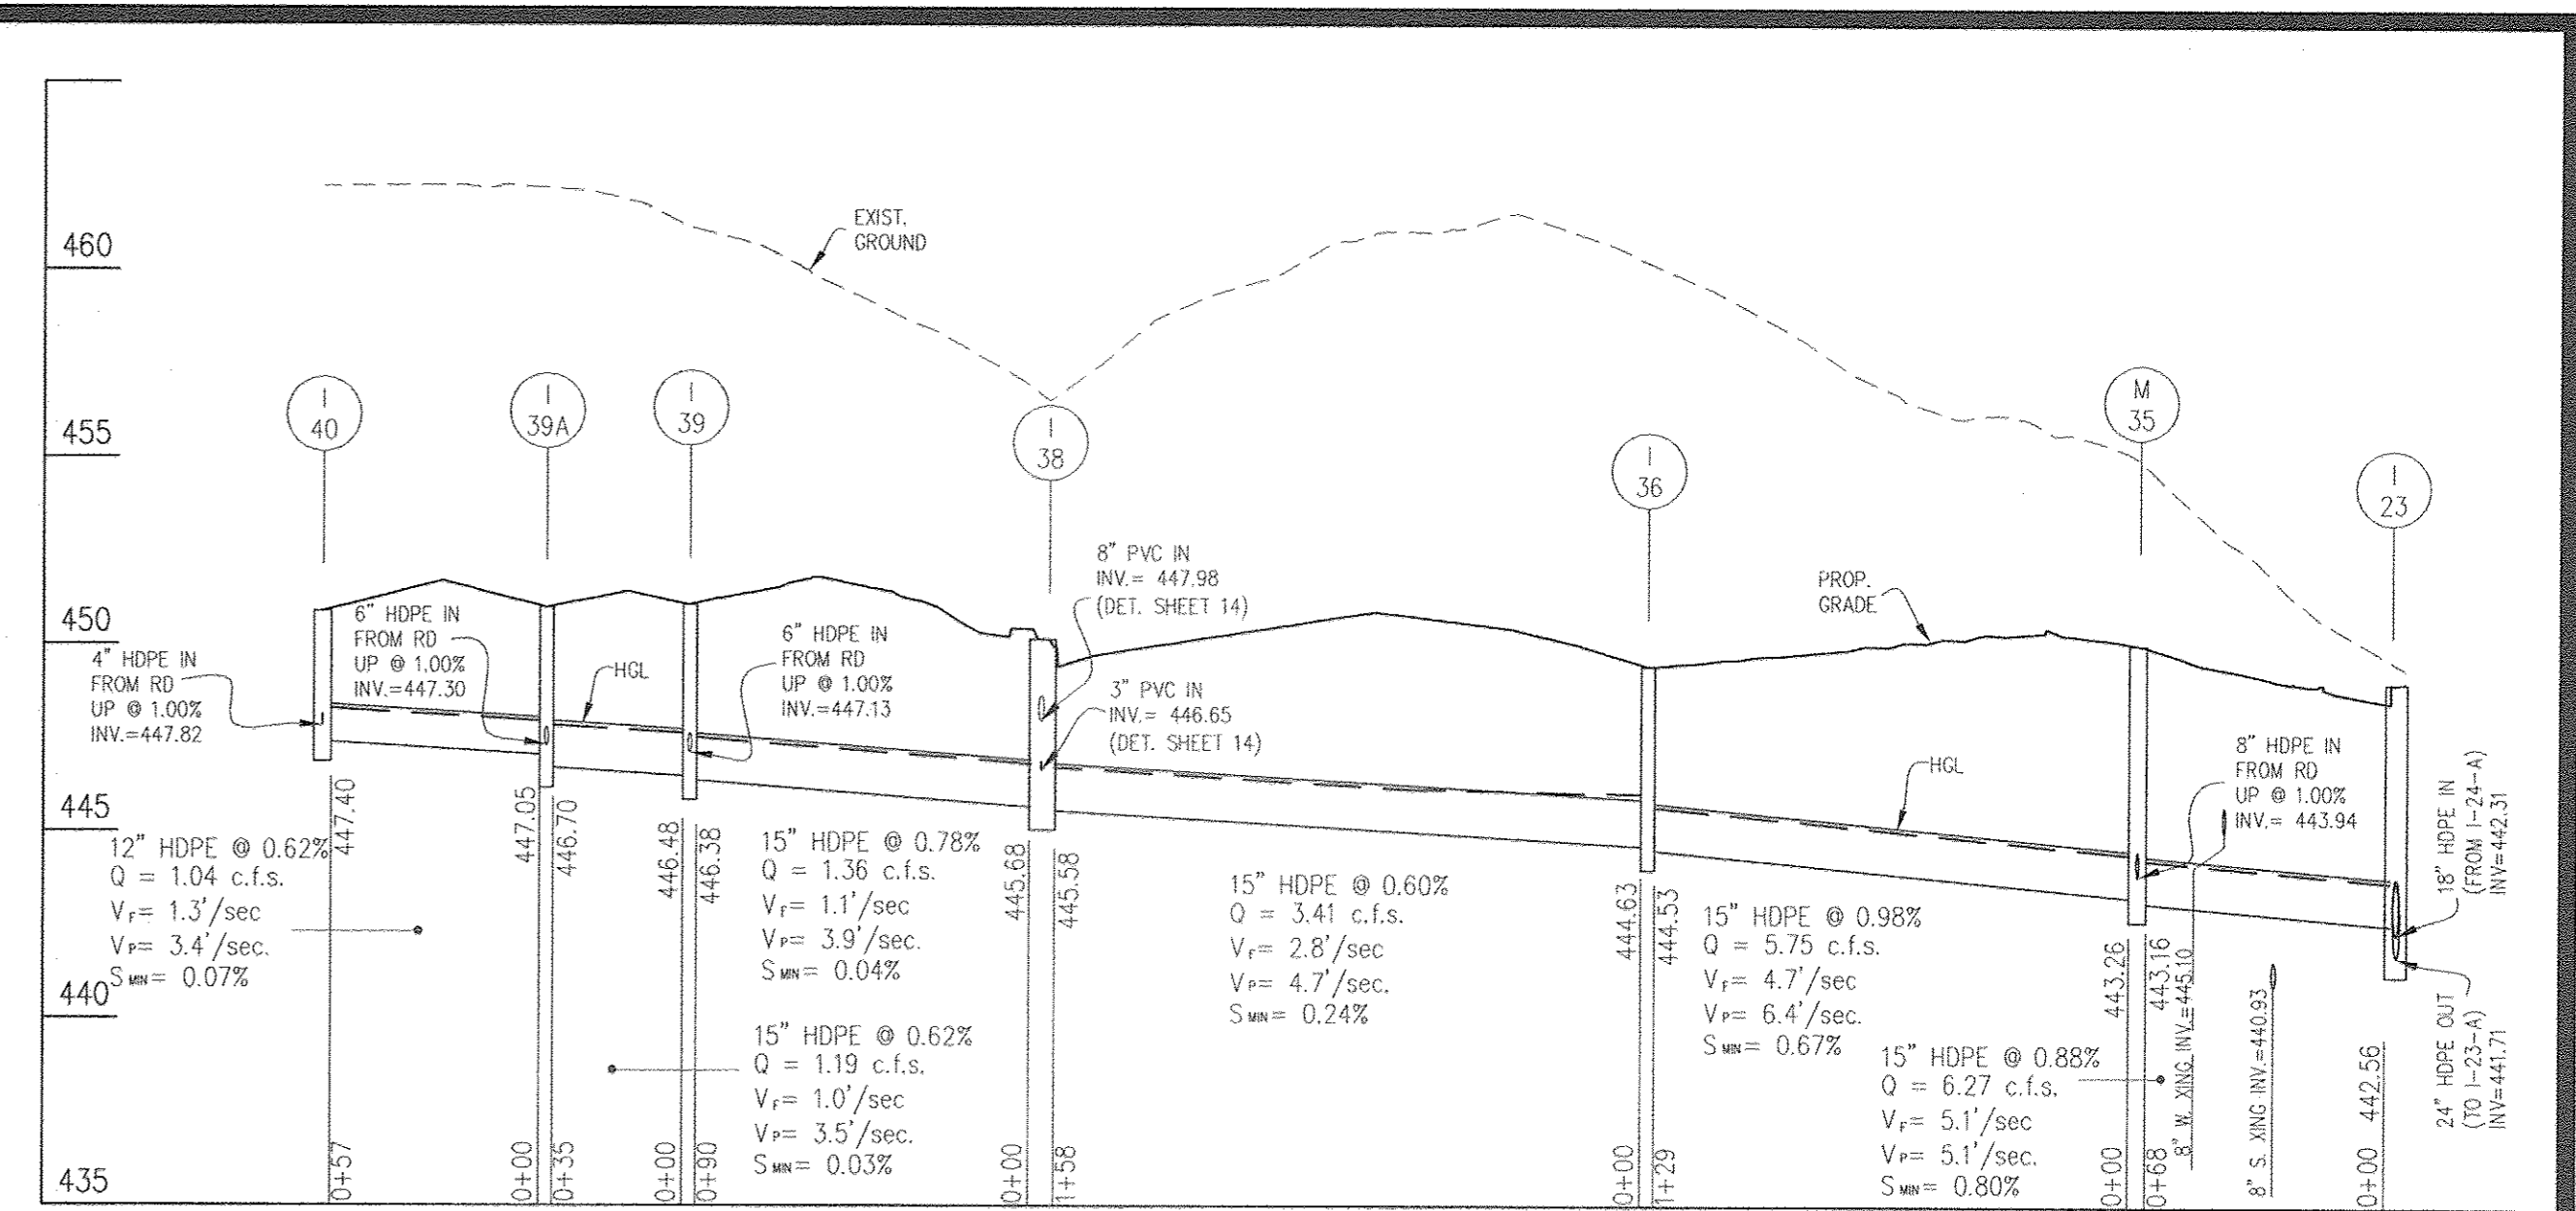 460
455
450
445
440
435
EXIST.
GROUND
I
40
I
39A
I
39
I
38
I
36
M
35
I
23
4" HDPE IN
FROM RD
UP @ 1.00%
INV.=447.82
6" HDPE IN
FROM RD
UP @ 1.00%
INV.=447.30
HGL
6" HDPE IN
FROM RD
UP @ 1.00%
INV.=447.13
8" PVC IN
INV.= 447.98
(DET. SHEET 14)
3" PVC IN
INV.= 446.65
(DET. SHEET 14)
PROP.
GRADE
HGL
8" HDPE IN
FROM RD
UP @ 1.00%
INV.= 443.94
18" HDPE IN
(FROM I-24-A)
INV=442.31
24" HDPE OUT
(TO I-23-A)
INV=441.71
447.40
447.05
446.70
446.48
446.38
445.68
445.58
444.63
444.53
443.26
443.16
442.56
12" HDPE @ 0.62%
Q = 1.04 c.f.s.
VF= 1.3'/sec
VP= 3.4'/sec.
SMIN= 0.07%
15" HDPE @ 0.78%
Q = 1.36 c.f.s.
VF= 1.1'/sec
VP= 3.9'/sec.
SMIN= 0.04%
15" HDPE @ 0.62%
Q = 1.19 c.f.s.
VF= 1.0'/sec
VP= 3.5'/sec.
SMIN= 0.03%
15" HDPE @ 0.60%
Q = 3.41 c.f.s.
VF= 2.8'/sec
VP= 4.7'/sec.
SMIN= 0.24%
15" HDPE @ 0.98%
Q = 5.75 c.f.s.
VF= 4.7'/sec
VP= 6.4'/sec.
SMIN= 0.67%
15" HDPE @ 0.88%
Q = 6.27 c.f.s.
VF= 5.1'/sec
VP= 5.1'/sec.
SMIN= 0.80%
8" W. XING INV.=445.10
8" S. XING INV.=440.93
0+57
0+00
0+35
0+00
0+90
0+00
1+58
0+00
1+29
0+00
0+68
0+00